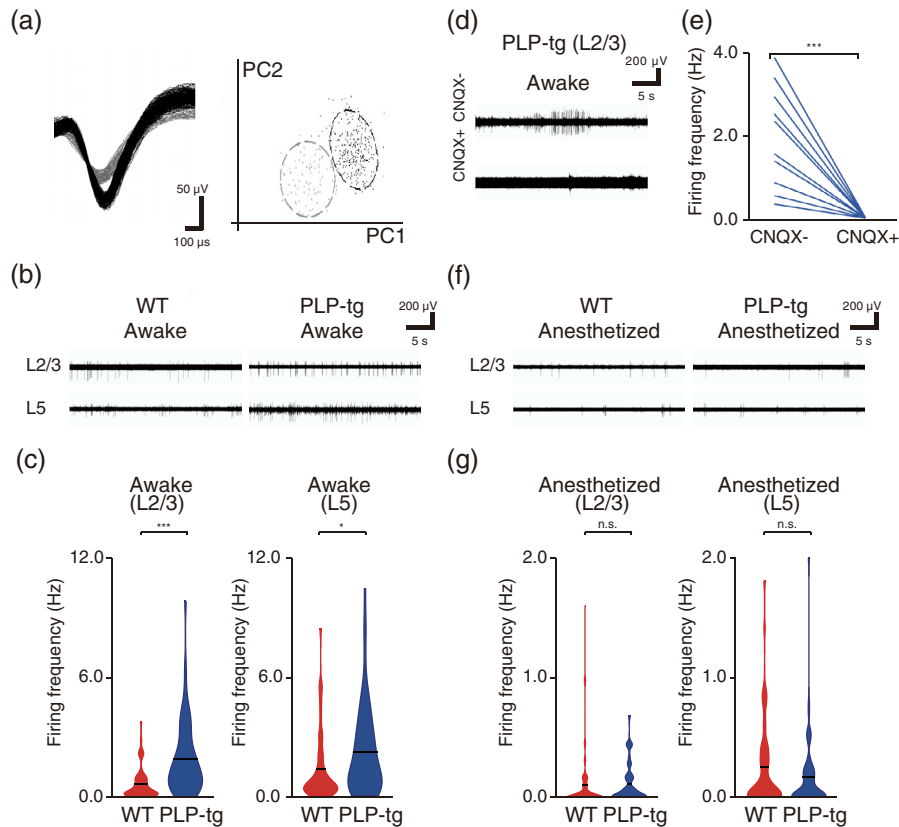 (a)
PC2
PC1
50 µV
100 µs
(b)
WT
Awake
PLP-tg
Awake
200 µV
5 s
L2/3
L5
(c)
Awake
(L2/3)
***
Firing frequency (Hz)
12.0
6.0
0.0
WT PLP-tg
Awake
(L5)
*
Firing frequency (Hz)
12.0
6.0
0.0
WT PLP-tg
(d)
PLP-tg (L2/3)
Awake
200 µV
5 s
CNQX+ CNQX-
(e)
***
Firing frequency (Hz)
4.0
2.0
0.0
CNQX- CNQX+
(f)
WT
Anesthetized
PLP-tg
Anesthetized
200 µV
5 s
L2/3
L5
(g)
Anesthetized
(L2/3)
n.s.
Firing frequency (Hz)
2.0
1.0
0.0
WT PLP-tg
Anesthetized
(L5)
n.s.
Firing frequency (Hz)
2.0
1.0
0.0
WT PLP-tg